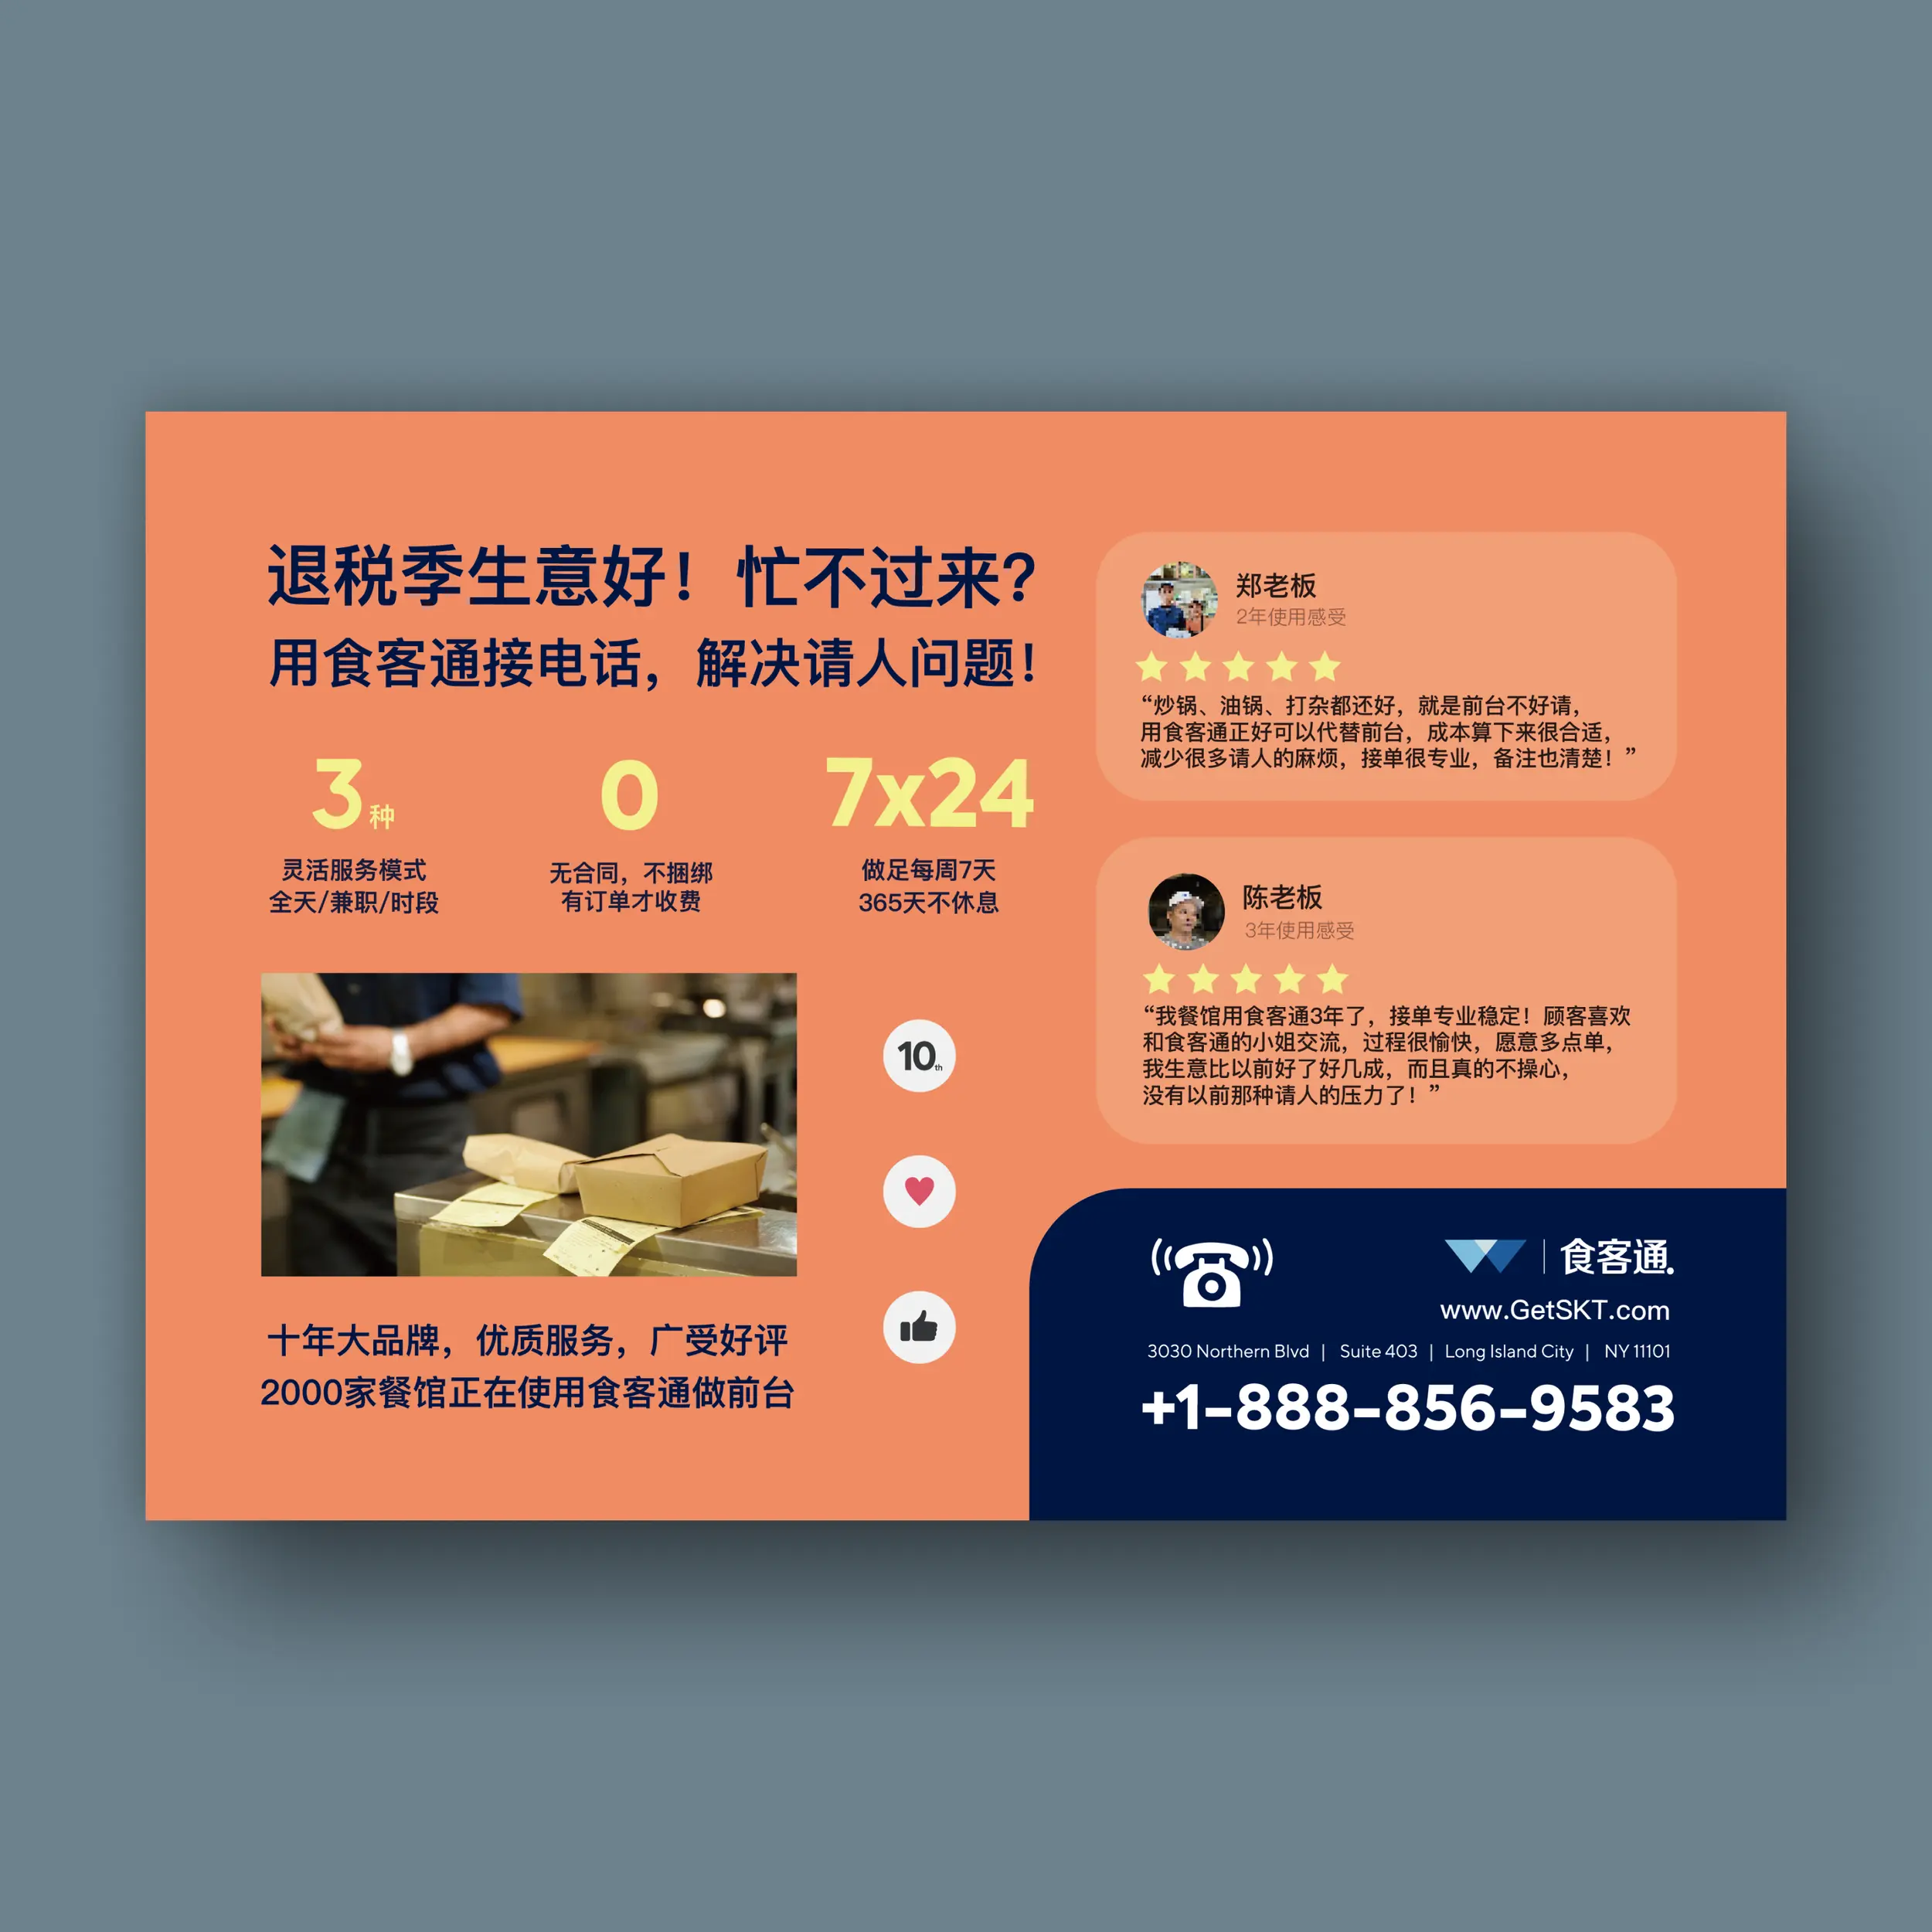 退税季生意好！忙不过来？
用食客通接电话，解决请人问题！
3种
灵活服务模式
全天/兼职/时段
0
无合同，不捆绑
有订单才收费
7x24
做足每周7天
365天不休息
10th
十年大品牌，优质服务，广受好评
2000家餐馆正在使用食客通做前台
郑老板
2年使用感受
“炒锅、油锅、打杂都还好，就是前台不好请，
用食客通正好可以代替前台，成本算下来很合适，
减少很多请人的麻烦，接单很专业，备注也清楚！”
陈老板
3年使用感受
“我餐馆用食客通3年了，接单专业稳定！顾客喜欢
和食客通的小姐交流，过程很愉快，愿意多点单，
我生意比以前好了好几成，而且真的不操心，
没有以前那种请人的压力了！”
食客通.
www.GetSKT.com
3030 Northern Blvd | Suite 403 | Long Island City | NY 11101
+1-888-856-9583